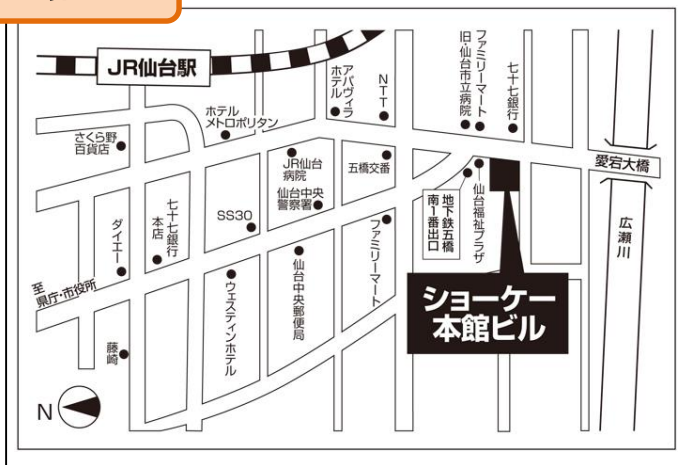 JR仙台駅
ホテル
メトロポリタン
アパヴィラ
ホテル
NTT
旧・仙台市立病院
ファミリーマート
七十七銀行
さくら野
百貨店
JR仙台
病院
五橋交番
愛宕大橋
仙台中央
警察署
地下鉄五橋
南1番出口
仙台福祉プラザ
広瀬川
ダイエー
七十七銀行
本店
SS30
ファミリーマート
至
県庁・市役所
ウェスティンホテル
仙台中央郵便局
ショーケー
本館ビル
藤崎
N